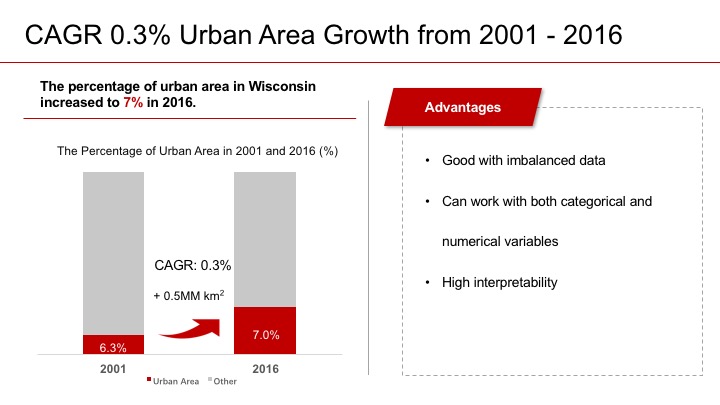 CAGR 0.3% Urban Area Growth from 2001 - 2016
The percentage of urban area in Wisconsin
increased to 7% in 2016.
The Percentage of Urban Area in 2001 and 2016 (%)
CAGR: 0.3%
+ 0.5MM km²
6.3%
7.0%
2001
2016
Urban Area
Other
Advantages
• Good with imbalanced data
• Can work with both categorical and
numerical variables
• High interpretability